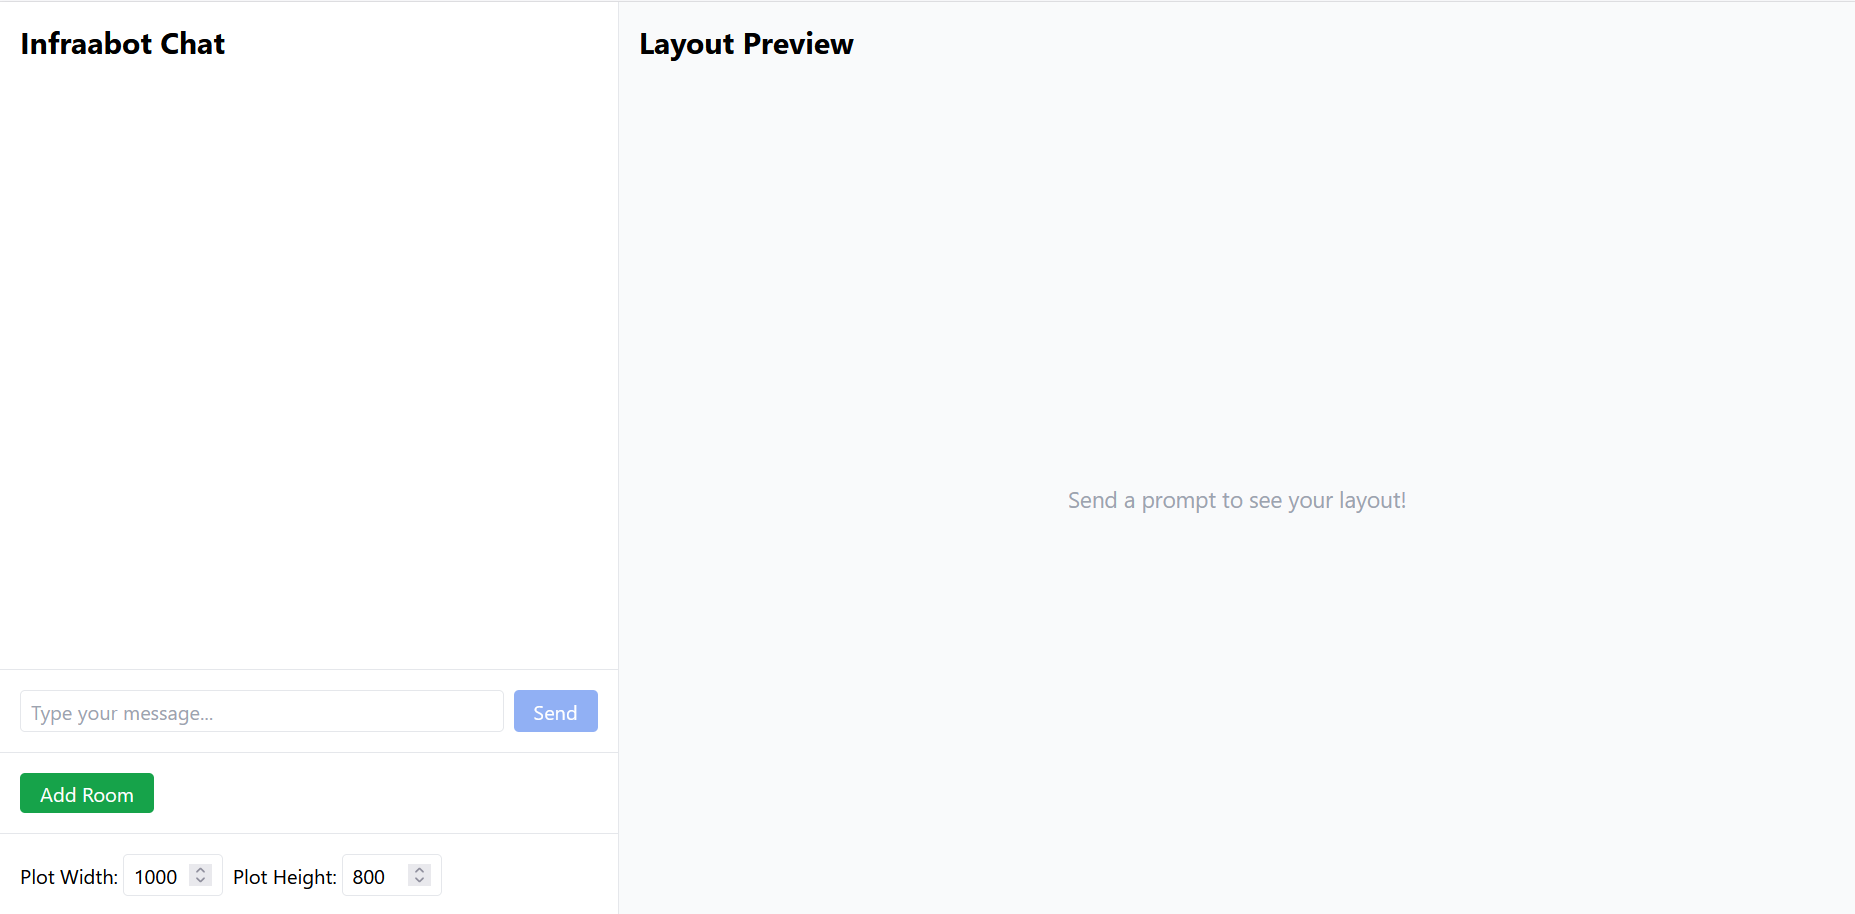 Infraabot Chat
Layout Preview
Send a prompt to see your layout!
Type your message...
Send
Add Room
Plot Width: 1000 Plot Height: 800